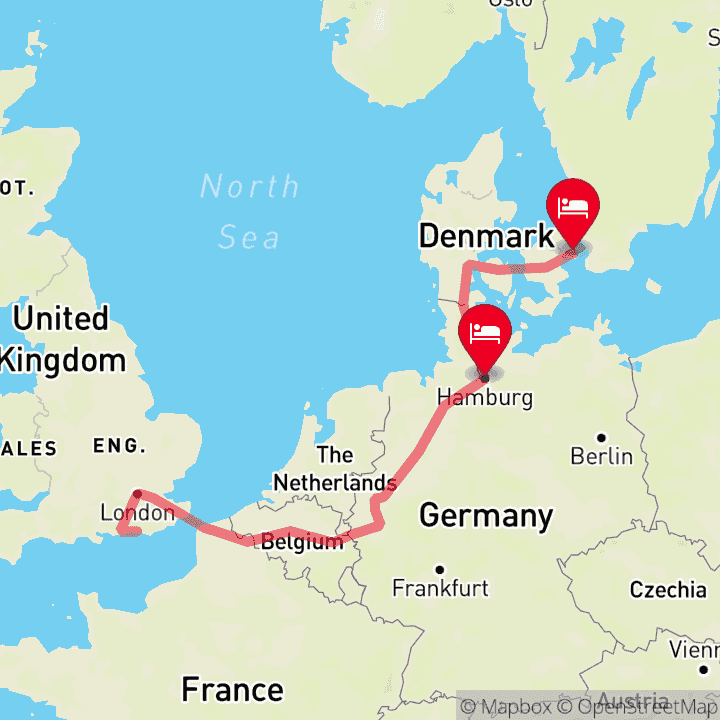 Oslo
S
OT.
North
Sea
Denmark
United
Kingdom
Hamburg
ALES
ENG.
The
Netherlands
Berlin
London
Belgium
Germany
Frankfurt
Czechia
Vienn
France
Austria
© Mapbox © OpenStreetMap